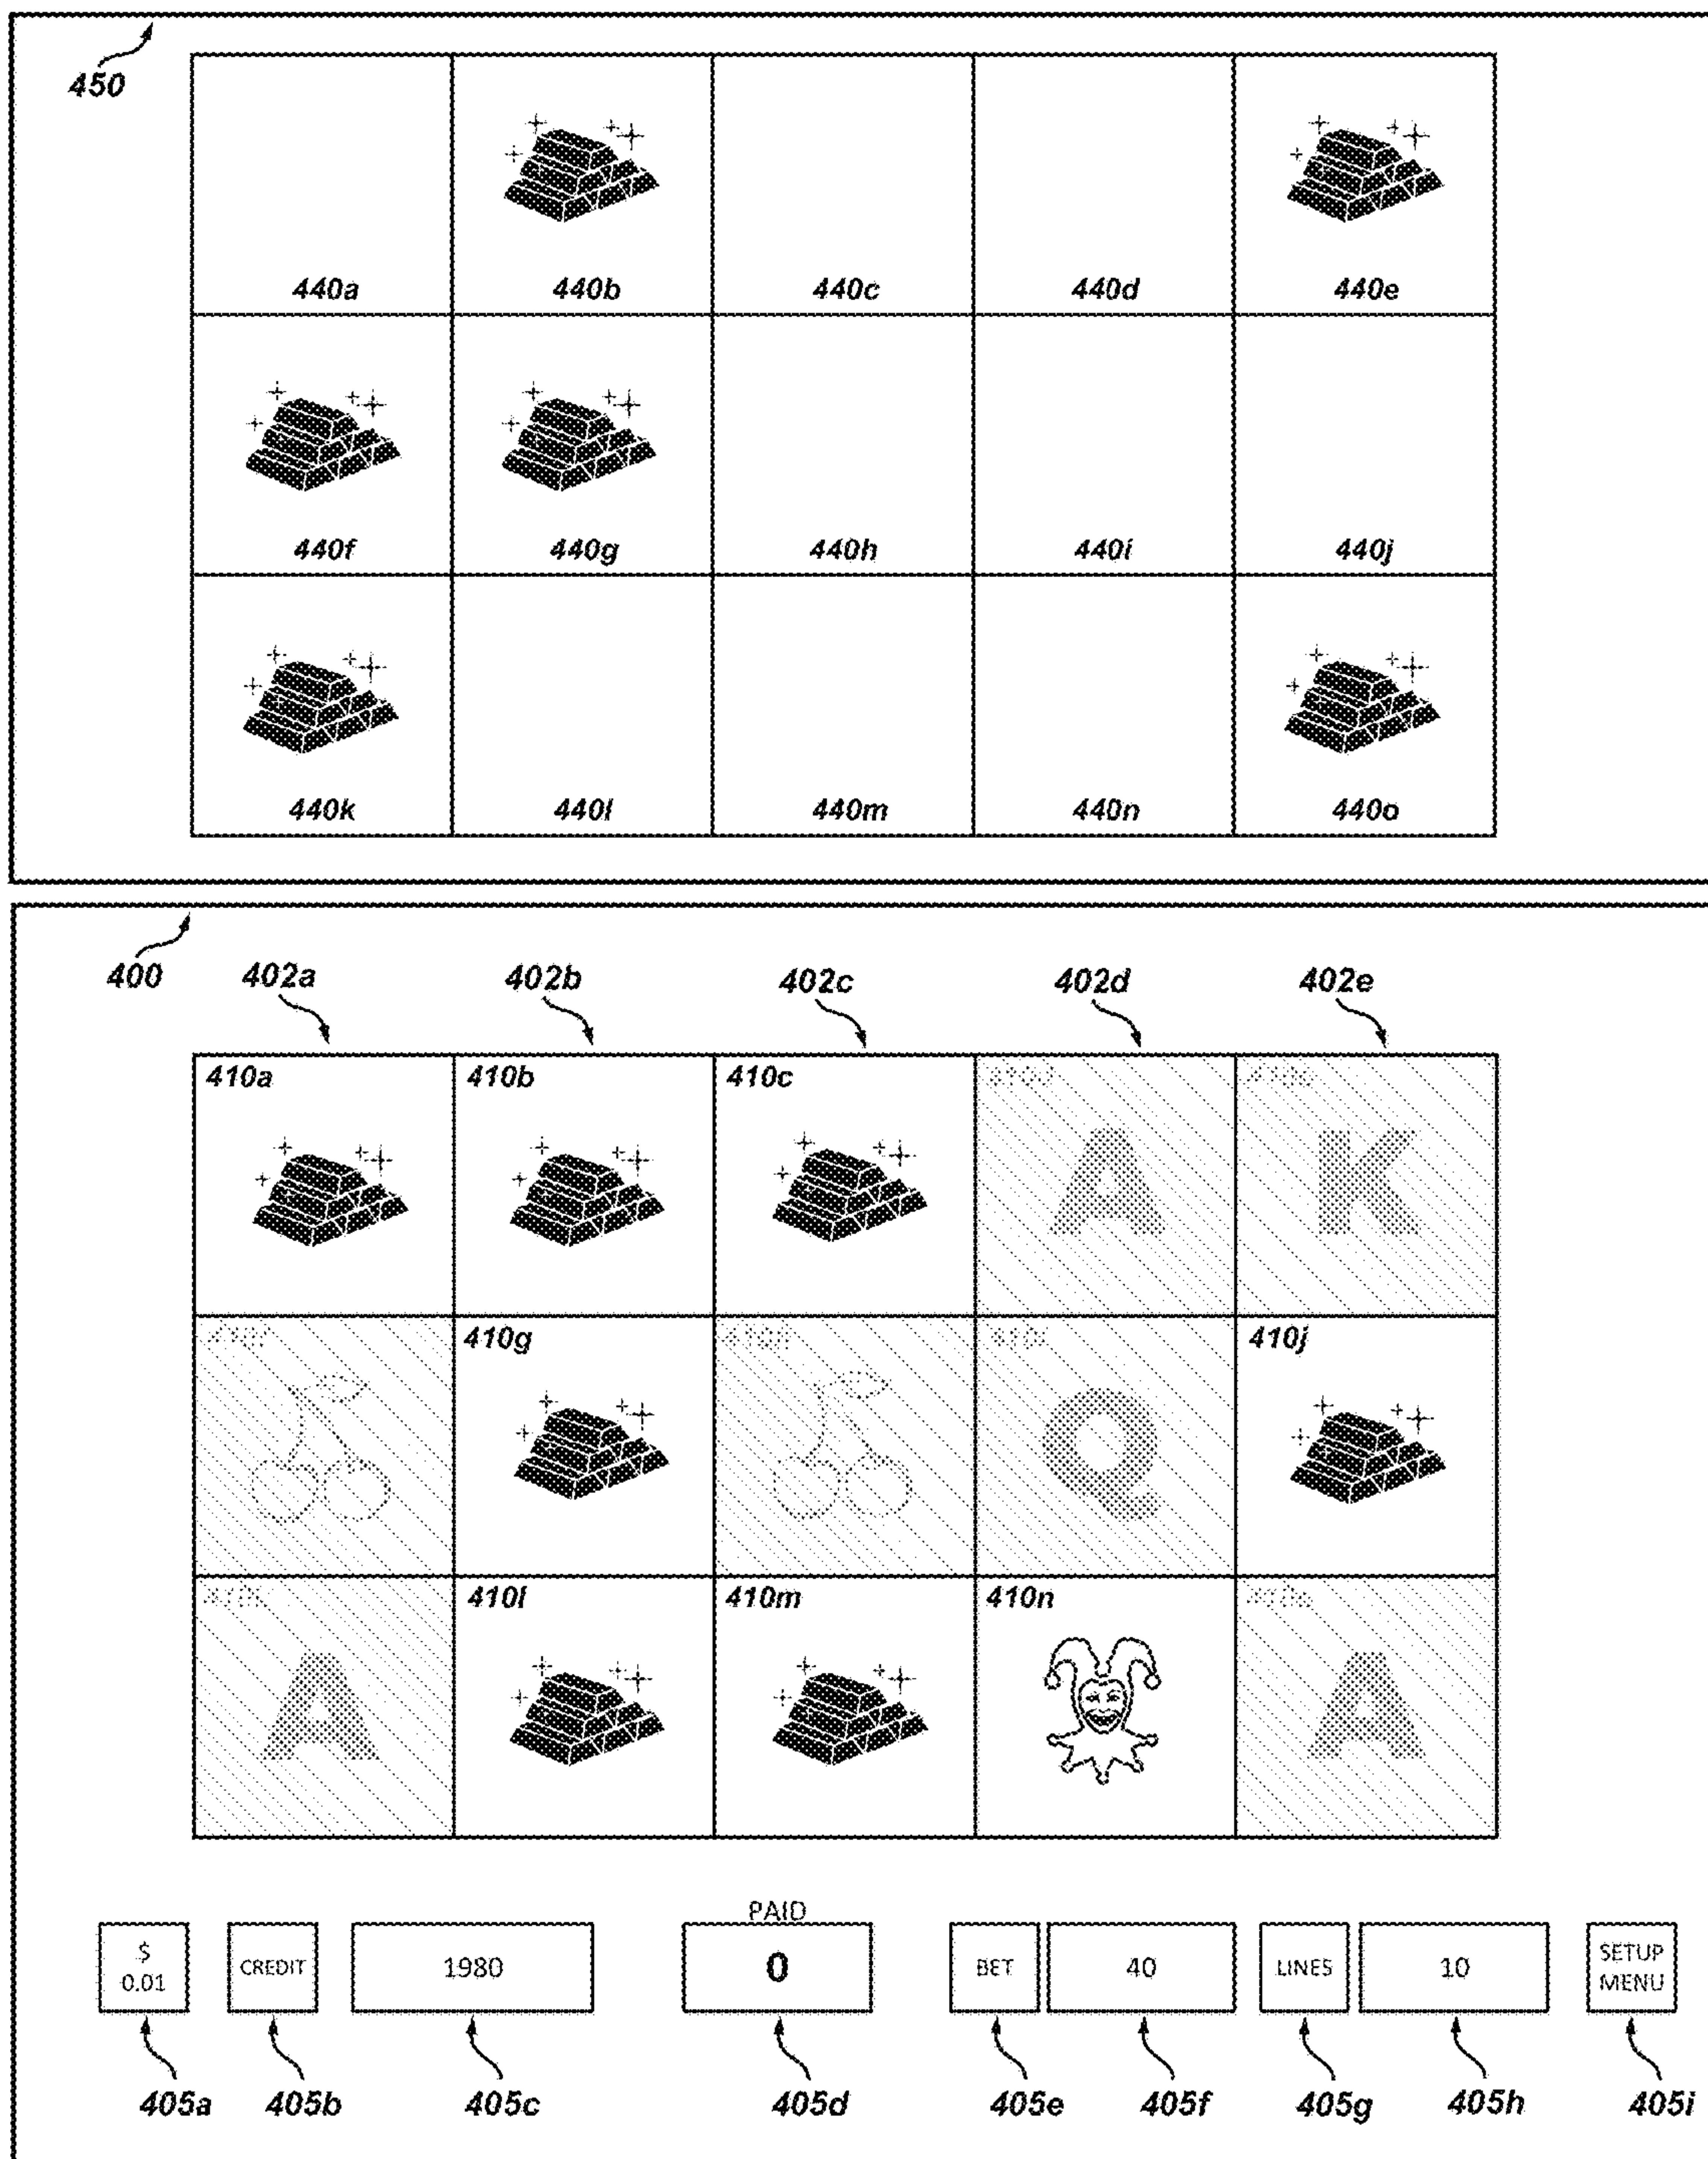 450
440a 440b 440c 440d 440e
440f 440g 440h 440i 440j
440k 440l 440m 440n 440o
400 402a 402b 402c 402d 402e
410a 410b 410c
A K
410g 410j
Q
410l 410m 410n
A A
PAID
$ 0.01 CREDIT 1980 0 BET 40 LINES 10 SETUP MENU
405a 405b 405c 405d 405e 405f 405g 405h 405i